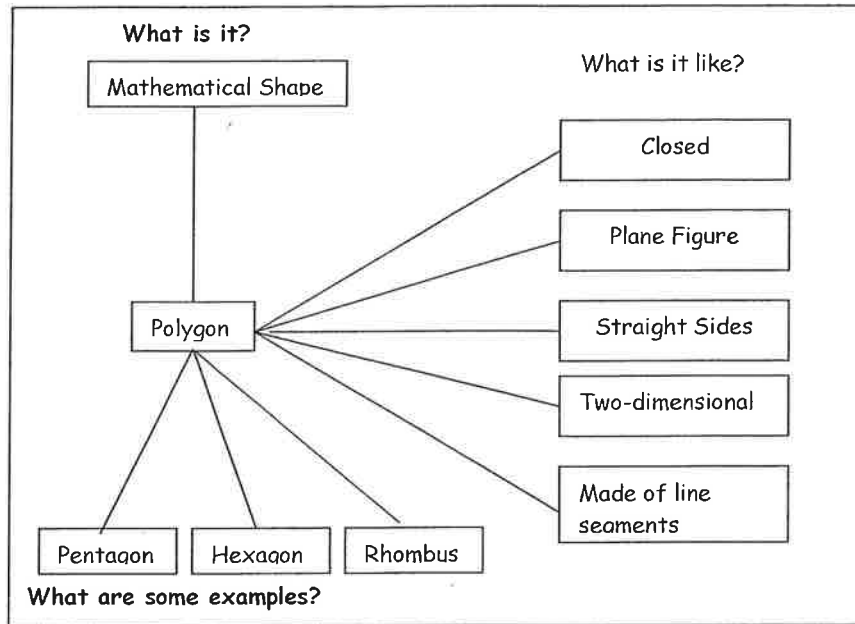 What is it?
Mathematical Shape
What is it like?
Closed
Plane Figure
Straight Sides
Two-dimensional
Made of line
segments
Polygon
Pentagon
Hexagon
Rhombus
What are some examples?